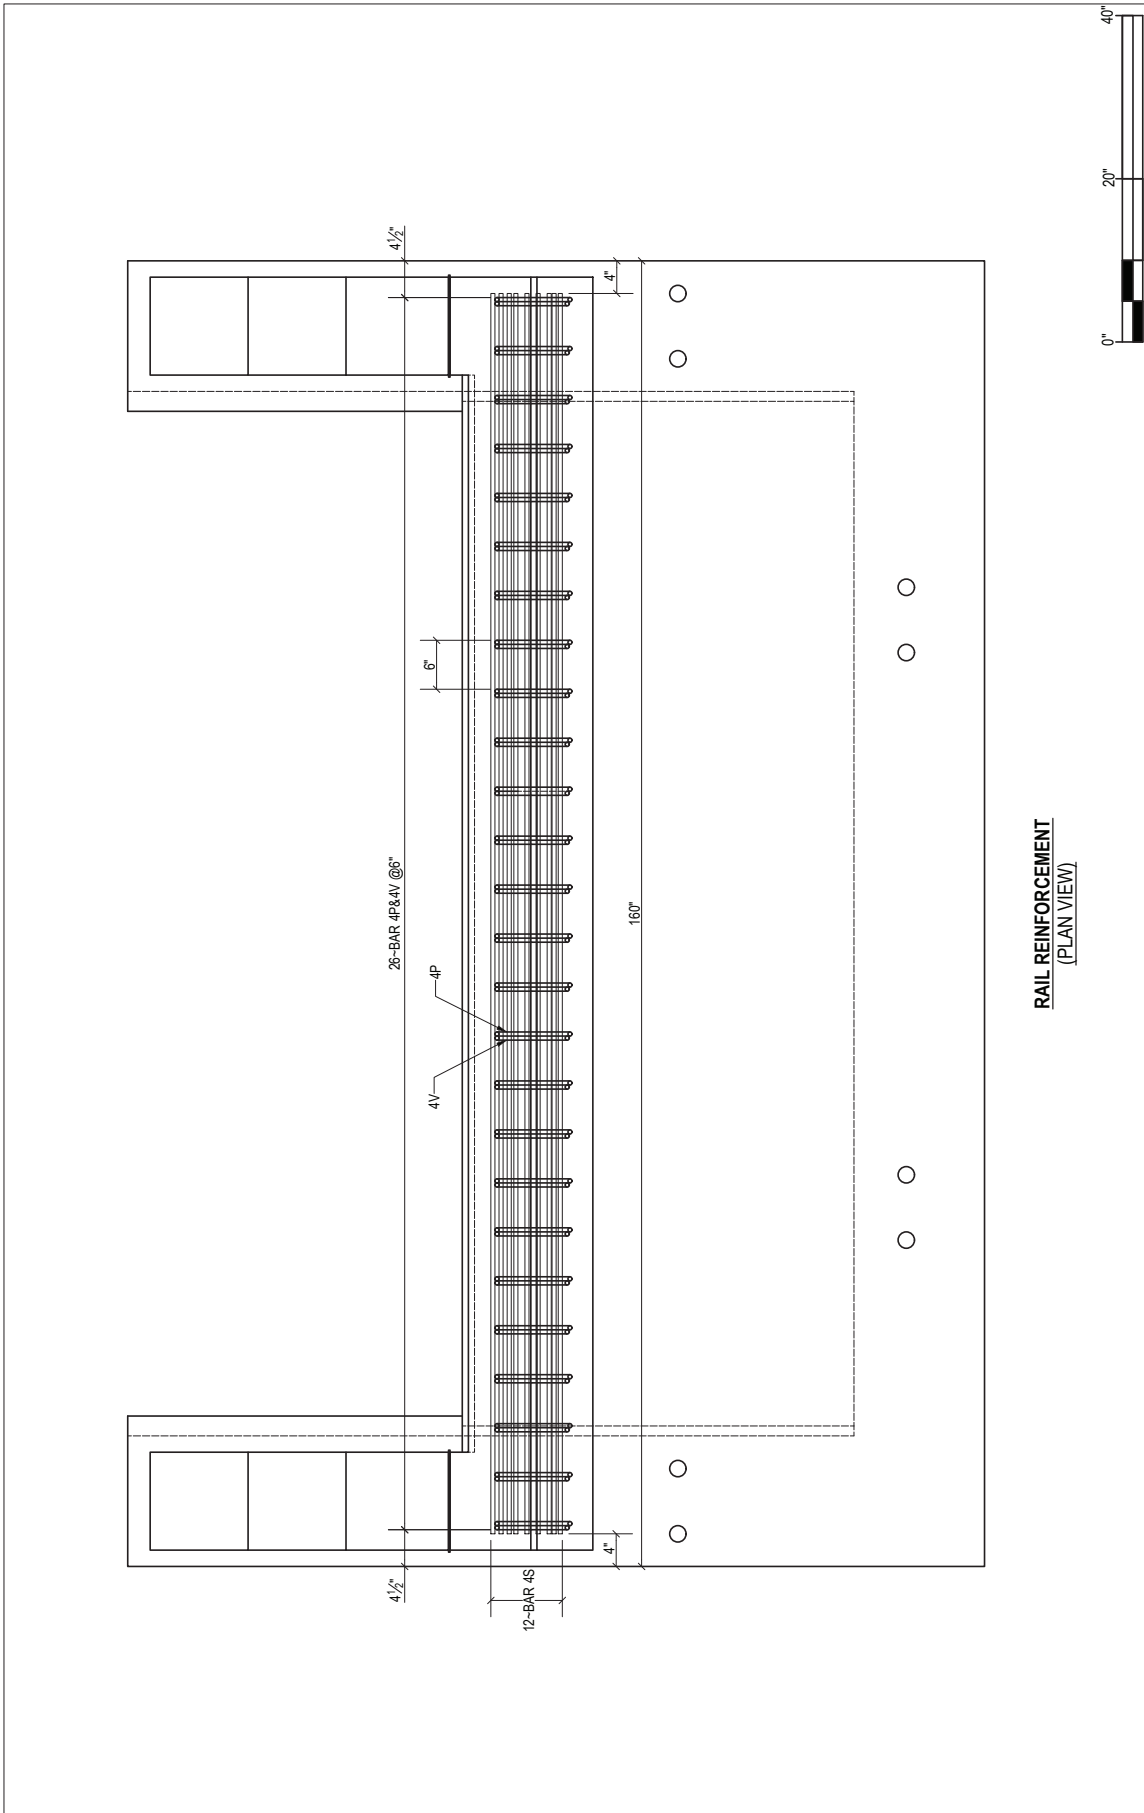 4½"
26~BAR 4P&4V @6"
4½"
6"
4V
4P
12~BAR 4S
4"
4"
160"
RAIL REINFORCEMENT
(PLAN VIEW)
0"
20"
40"